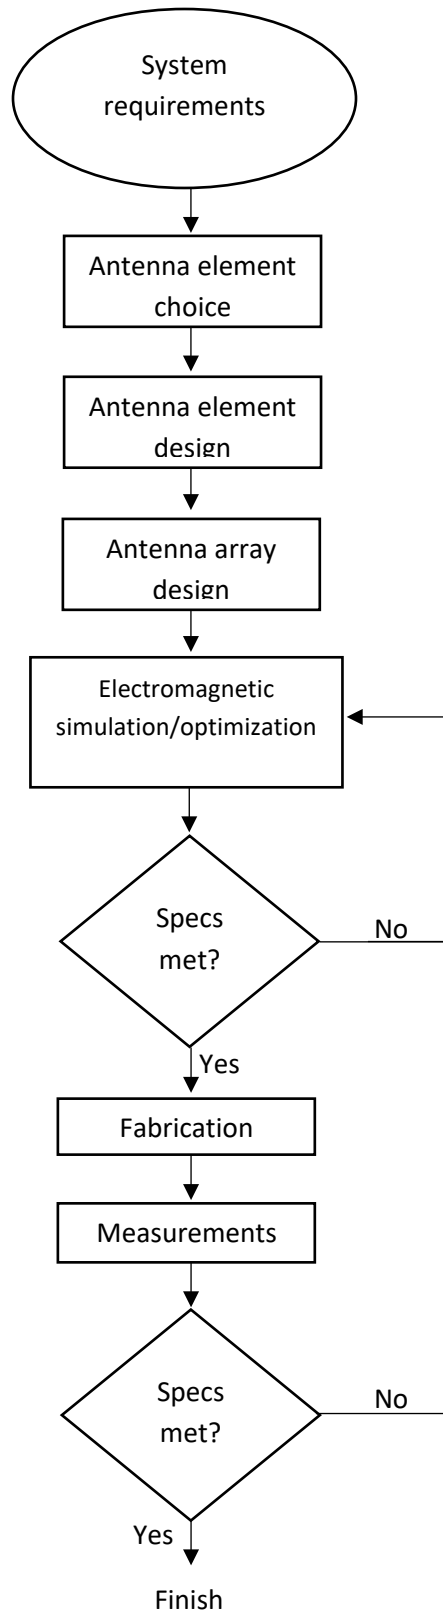 System
requirements
Antenna element
choice
Antenna element
design
Antenna array
design
Electromagnetic
simulation/optimization
Specs
met?
No
Yes
Fabrication
Measurements
Specs
met?
No
Yes
Finish